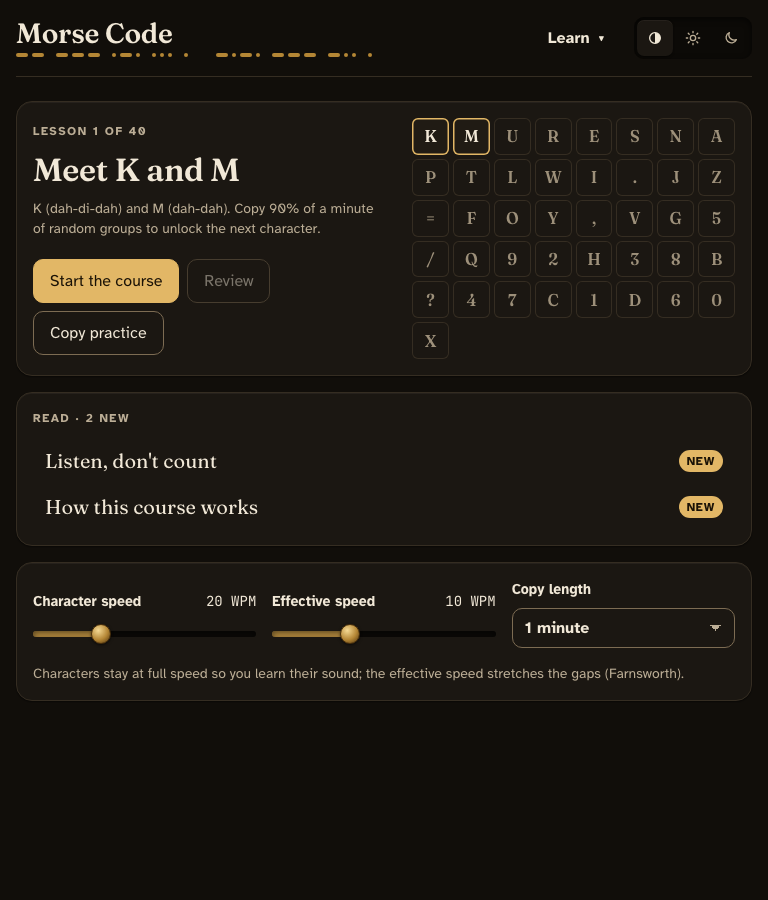 Morse Code
Learn ▾
LESSON 1 OF 40
Meet K and M
K (dah-di-dah) and M (dah-dah). Copy 90% of a minute
of random groups to unlock the next character.
Start the course
Review
Copy practice
K M U R E S N A
P T L W I . J Z
= F O Y , V G 5
/ Q 9 2 H 3 8 B
? 4 7 C 1 D 6 0
X
READ · 2 NEW
Listen, don't count NEW
How this course works NEW
Character speed 20 WPM
Effective speed 10 WPM
Copy length
1 minute
Characters stay at full speed so you learn their sound; the effective speed stretches the gaps (Farnsworth).